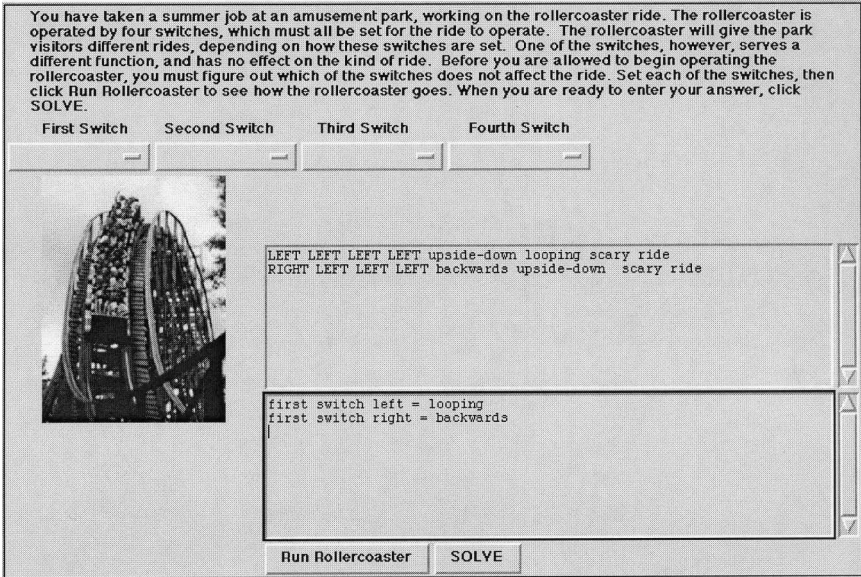 You have taken a summer job at an amusement park, working on the rollercoaster ride. The rollercoaster is
operated by four switches, which must all be set for the ride to operate. The rollercoaster will give the park
visitors different rides, depending on how these switches are set. One of the switches, however, serves a
different function, and has no effect on the kind of ride. Before you are allowed to begin operating the
rollercoaster, you must figure out which of the switches does not affect the ride. Set each of the switches, then
click Run Rollercoaster to see how the rollercoaster goes. When you are ready to enter your answer, click
SOLVE.
First Switch Second Switch Third Switch Fourth Switch
LEFT LEFT LEFT LEFT upside-down looping scary ride
RIGHT LEFT LEFT LEFT backwards upside-down scary ride
first switch left = looping
first switch right = backwards
Run Rollercoaster SOLVE